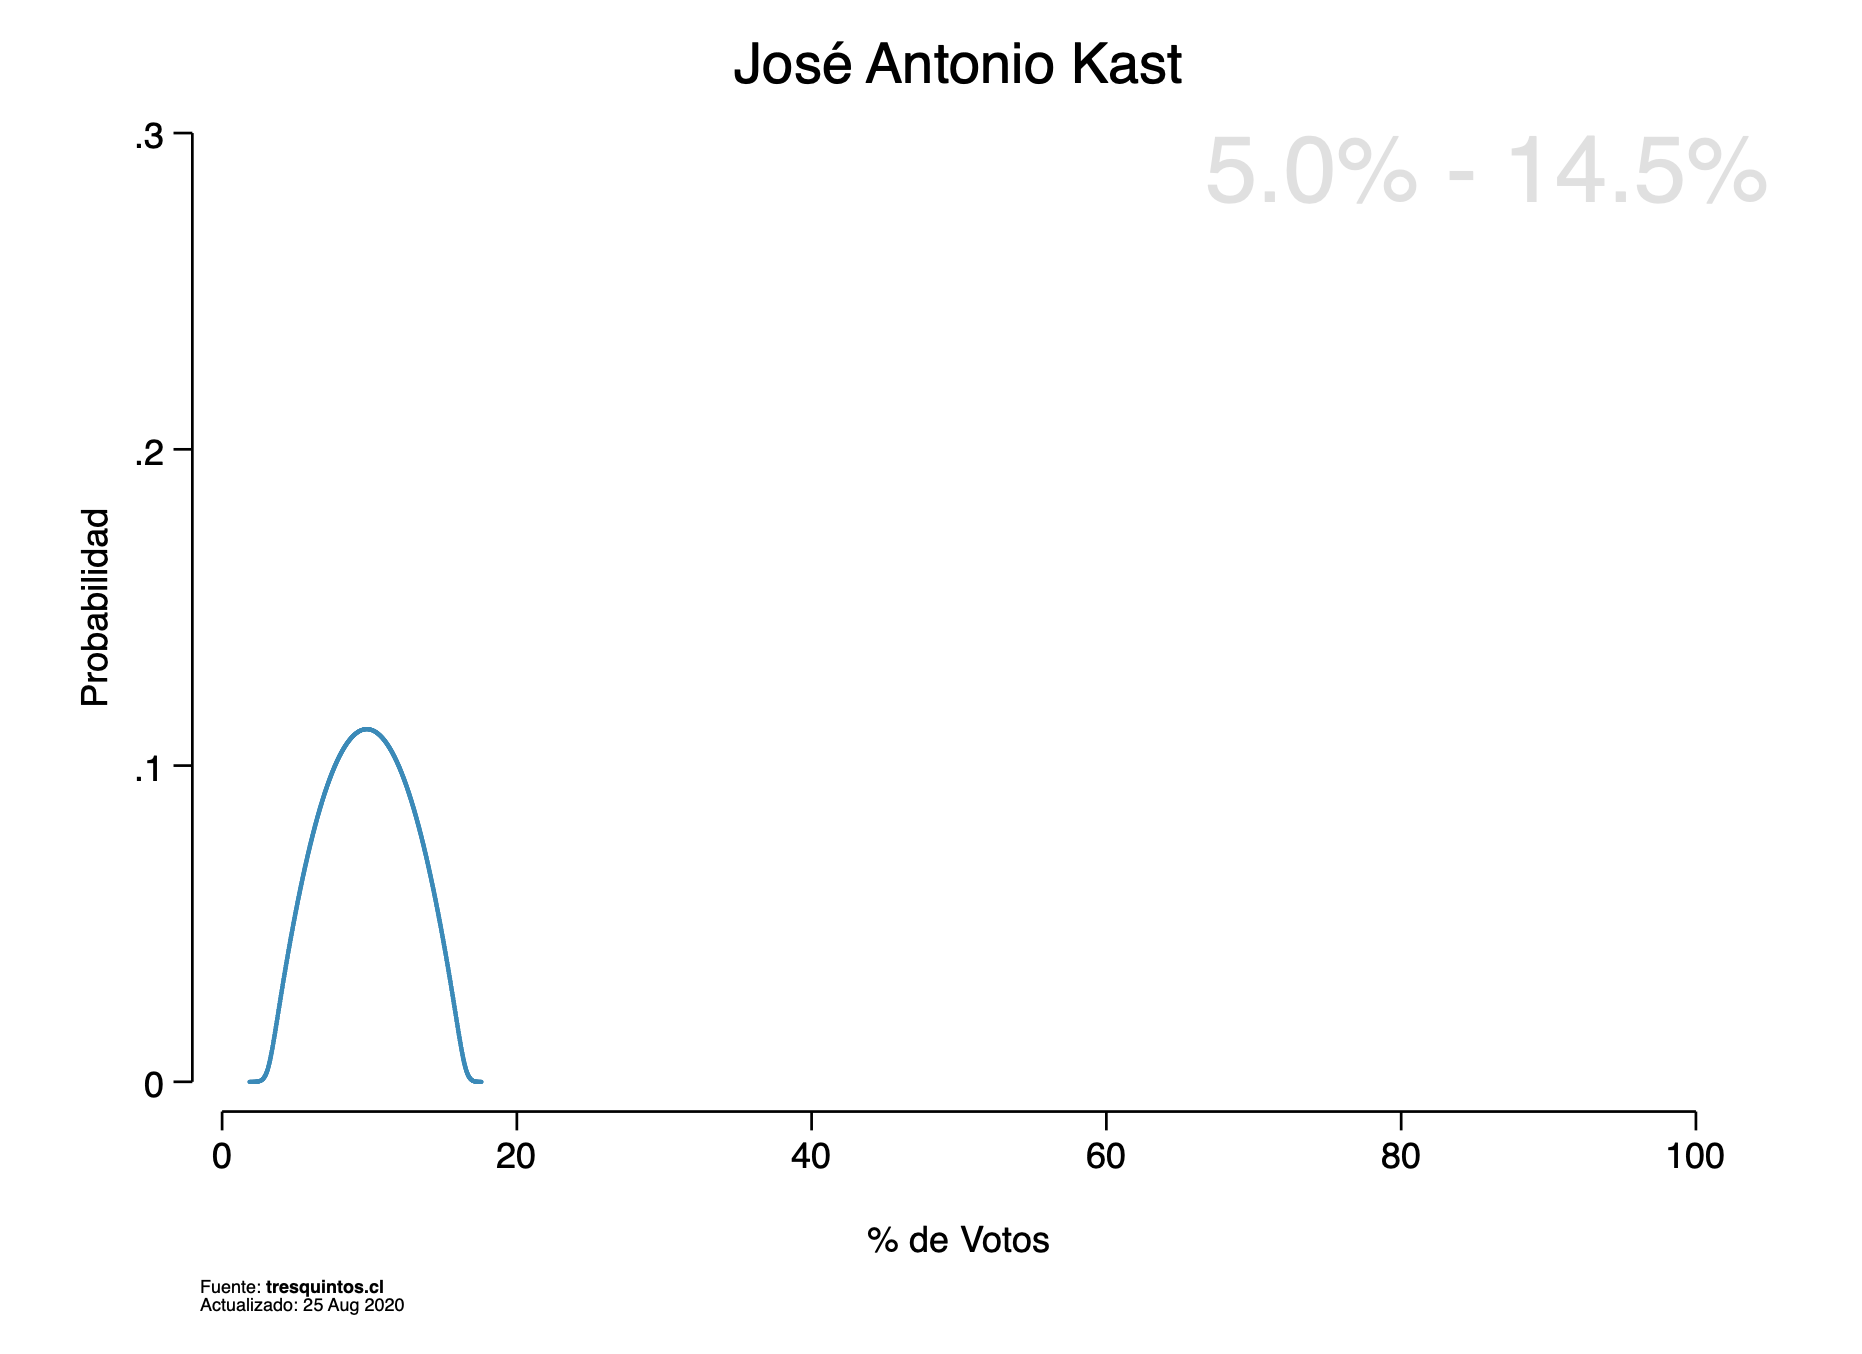 José Antonio Kast
5.0% - 14.5%
.3
.2
.1
0
Probabilidad
0 20 40 60 80 100
% de Votos
Fuente: tresquintos.cl
Actualizado: 25 Aug 2020